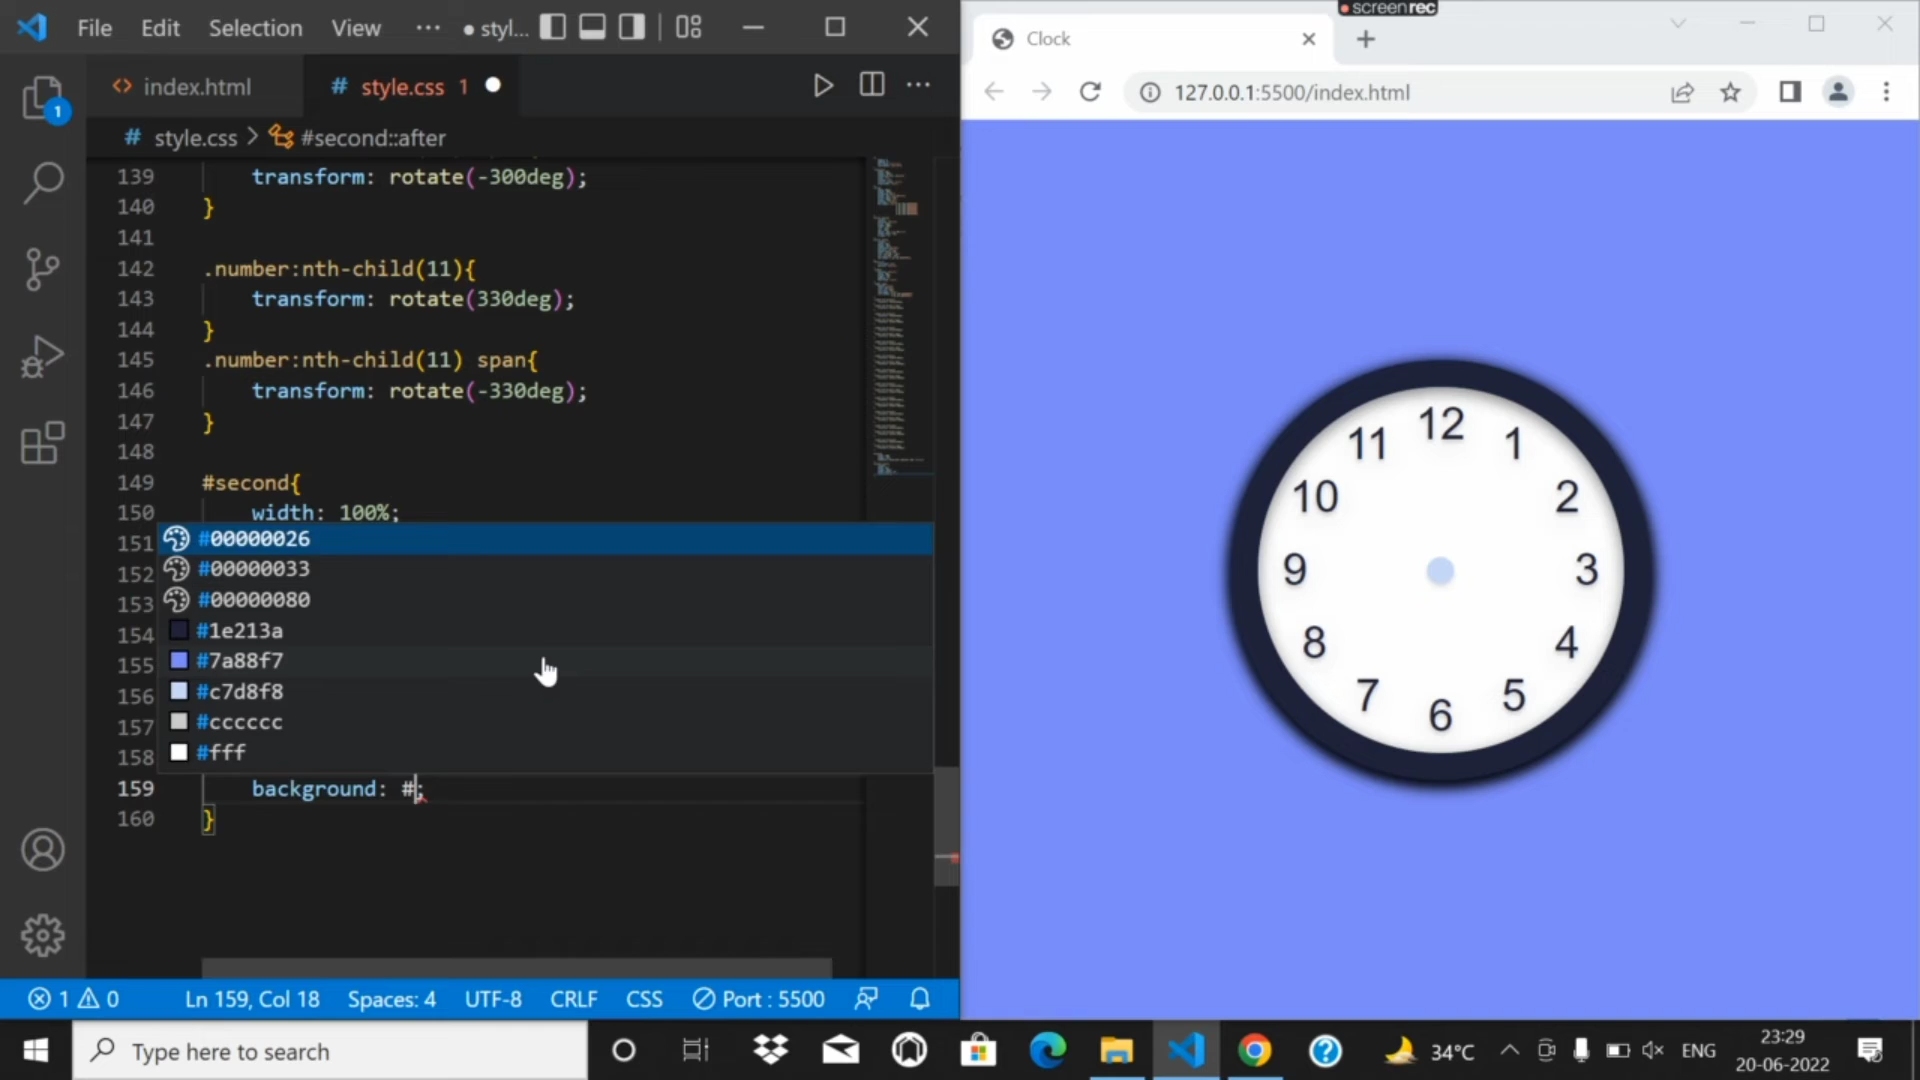 File Edit Selection View ··· ● styl...
index.html # style.css 1
# style.css > #second::after
139 transform: rotate(-300deg);
140 }
141
142 .number:nth-child(11){
143 transform: rotate(330deg);
144 }
145 .number:nth-child(11) span{
146 transform: rotate(-330deg);
147 }
148
149 #second{
150 width: 100%;
151 #00000026
152 #00000033
153 #00000080
154 #1e213a
155 #7a88f7
156 #c7d8f8
157 #cccccc
158 #fff
159 background: #;
160 }
1
1 0 Ln 159, Col 18 Spaces: 4 UTF-8 CRLF CSS Port : 5500
screenrec
Clock
127.0.0.1:5500/index.html
12
11 1
10 2
9 3
8 4
7 5
6
Type here to search
34°C ENG 23:29
20-06-2022